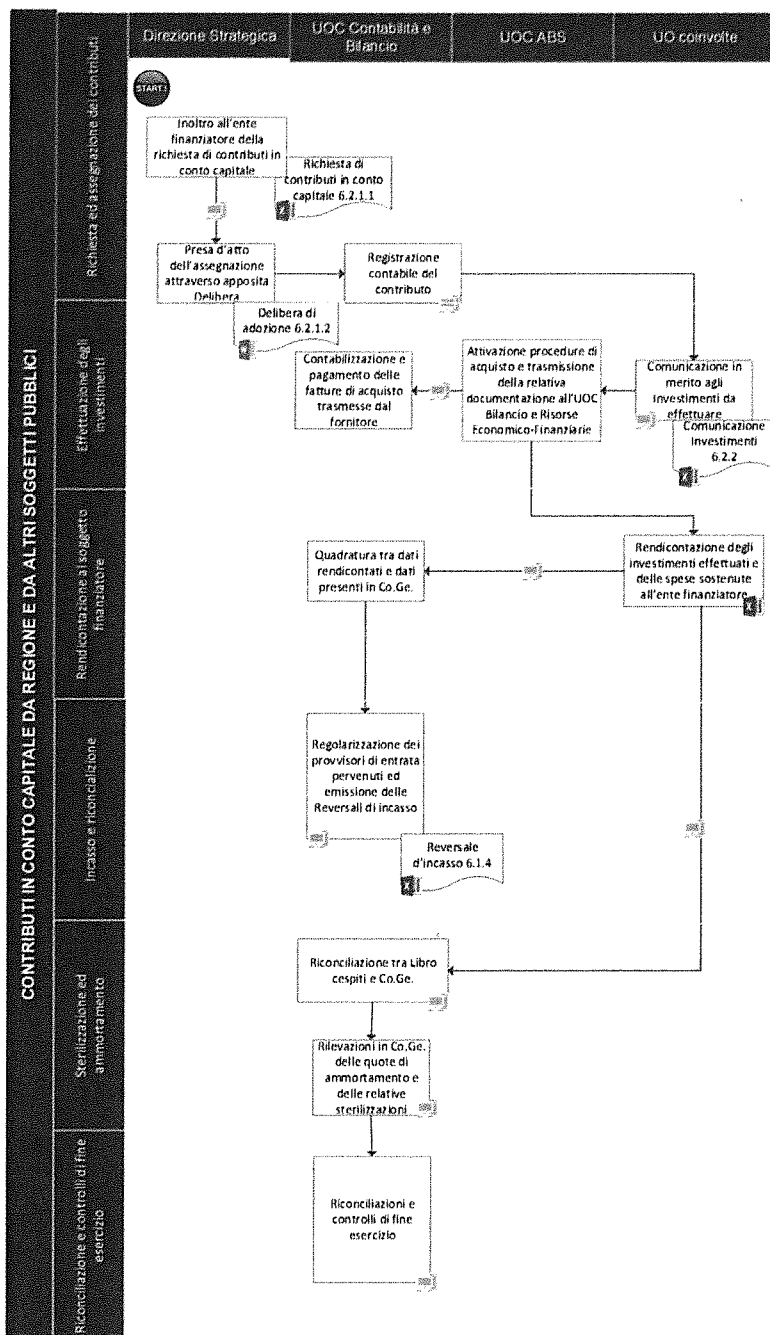 CONTRIBUTI IN CONTO CAPITALE DA REGIONE E DA ALTRI SOGGETTI PUBBLICI
Direzione Strategica
UOC Contabilità e
Bilancio
UOC ABS
UO coinvolte
Richiesta ed assegnazione dei contributi
START!
Inoltro all'ente
finanziatore della
richiesta di contributi in
conto capitale
Richiesta di
contributi in conto
capitale 6.2.1.1
Presa d'atto
dell'assegnazione
attraverso apposita
Delibera
Delibera di
adozione 6.2.1.2
Registrazione
contabile del
contributo
Effettuazione degli
investimenti
Contabilizzazione e
pagamento delle
fatture di acquisto
trasmesse dal
fornitore
Attivazione procedure di
acquisto e trasmissione
della relativa
documentazione all'UOC
Bilancio e Risorse
Economico-Finanziarie
Comunicazione in
merito agli
investimenti da
effettuare
Comunicazione
Investimenti
6.2.2
Rendicontazione al soggetto
finanziatore
Quadratura tra dati
rendicontati e dati
presenti in Co.Ge.
Rendicontazione degli
investimenti effettuati e
delle spese sostenute
all'ente finanziatore
Incasso e riconcializione
Regolarizzazione dei
provvisori di entrata
pervenuti ed
emissione delle
Reversali di incasso
Reversale
d'incasso 6.1.4
Sterilizzazione ed
ammortamento
Riconciliazione tra Libro
cespiti e Co.Ge.
Rilevazioni in Co.Ge.
delle quote di
ammortamento e
delle relative
sterilizzazioni
Riconciliazione e controlli di fine
esercizio
Riconciliazioni e
controlli di fine
esercizio